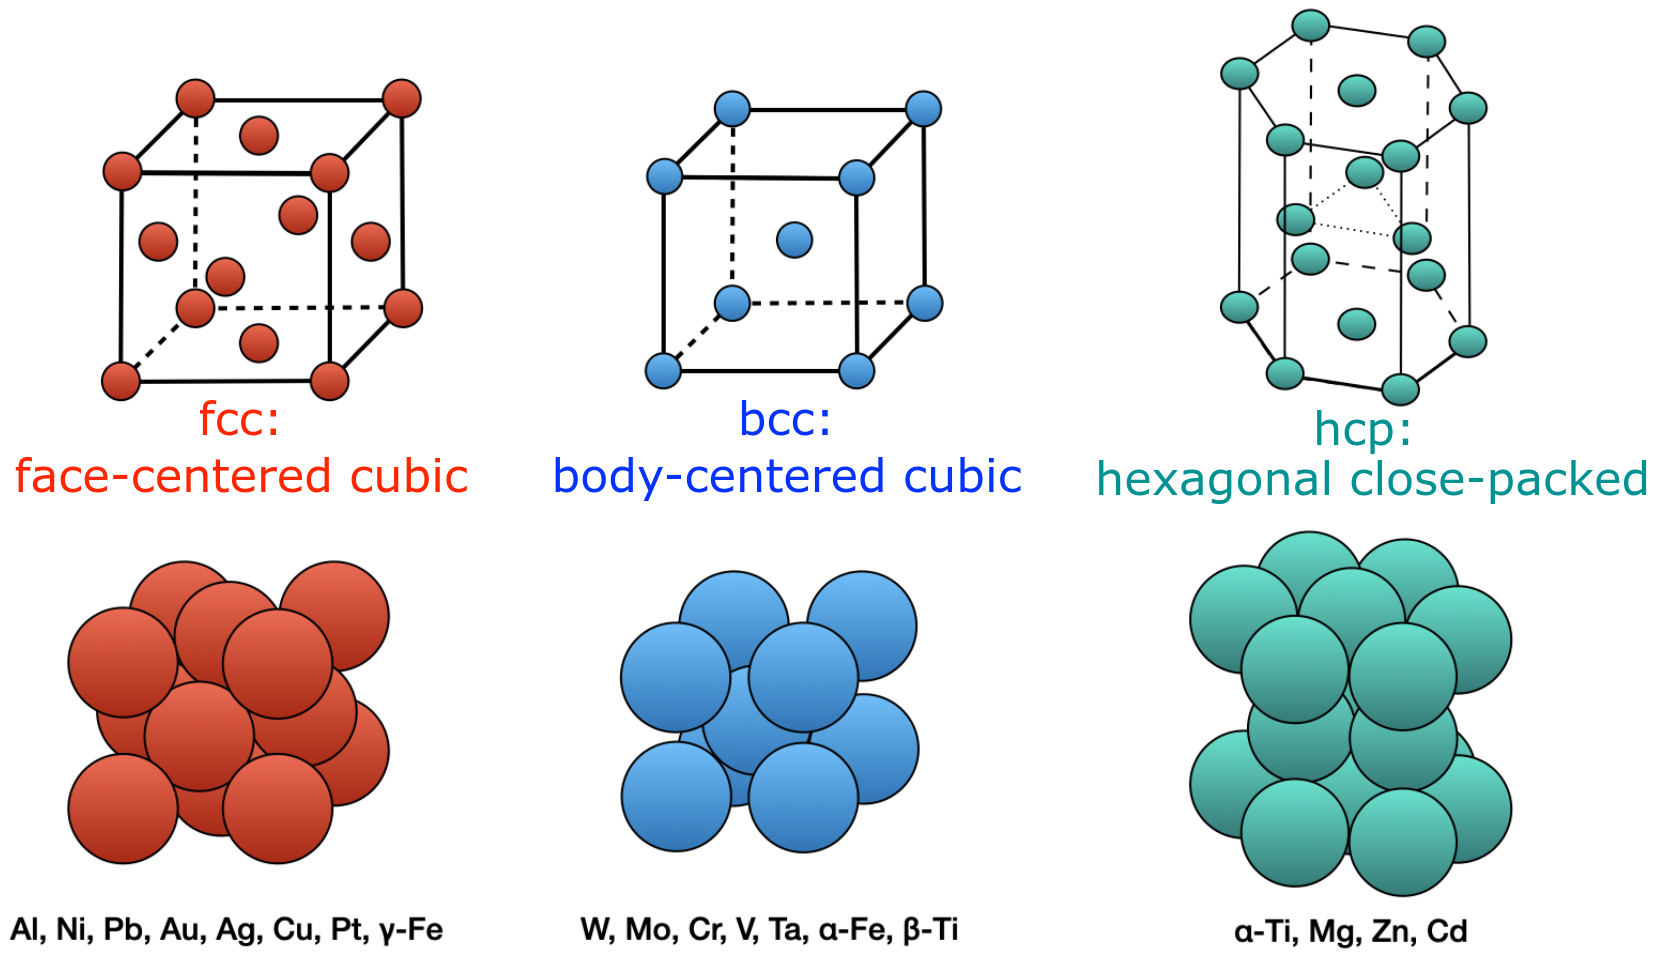 fcc:
face-centered cubic
bcc:
body-centered cubic
hcp:
hexagonal close-packed
Al, Ni, Pb, Au, Ag, Cu, Pt, γ-Fe
W, Mo, Cr, V, Ta, α-Fe, β-Ti
α-Ti, Mg, Zn, Cd